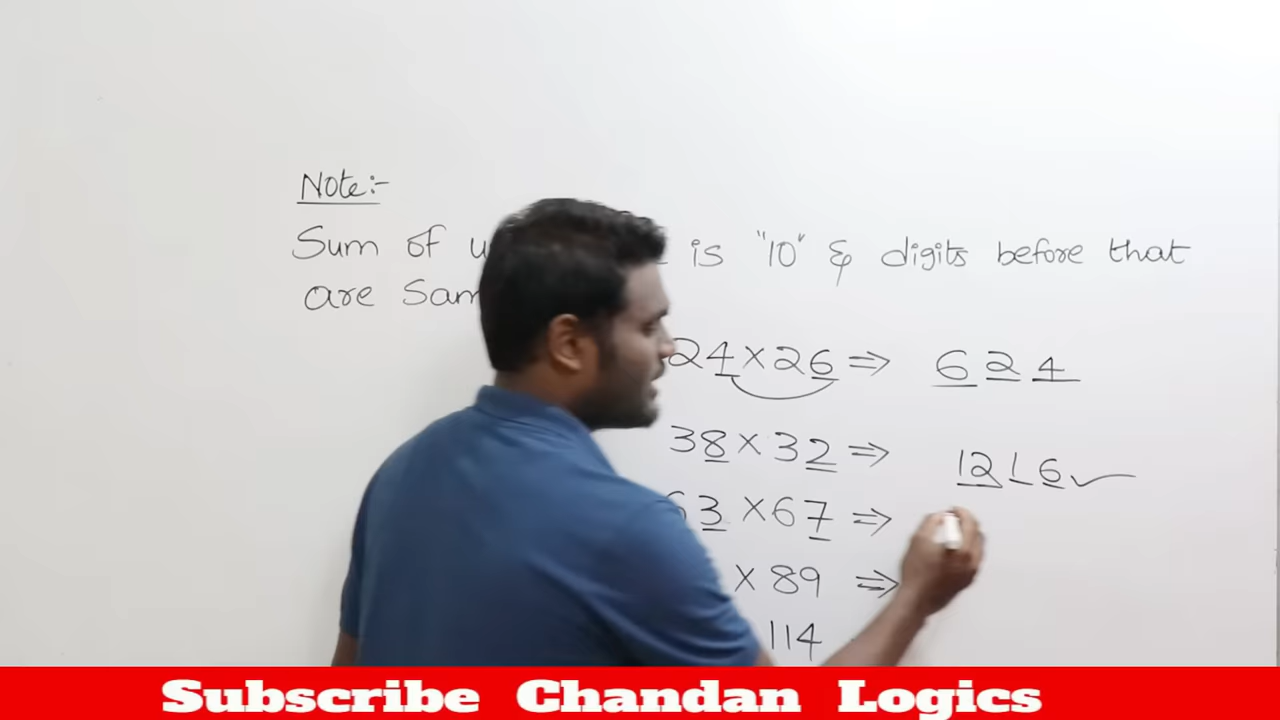 Note:-
Sum of u is "10" & digits before that
are Sam
24 × 26 ⇒ 624
38 × 32 ⇒ 1216 ✓
63 × 67 ⇒
× 89 ⇒
114
Subscribe Chandan Logics